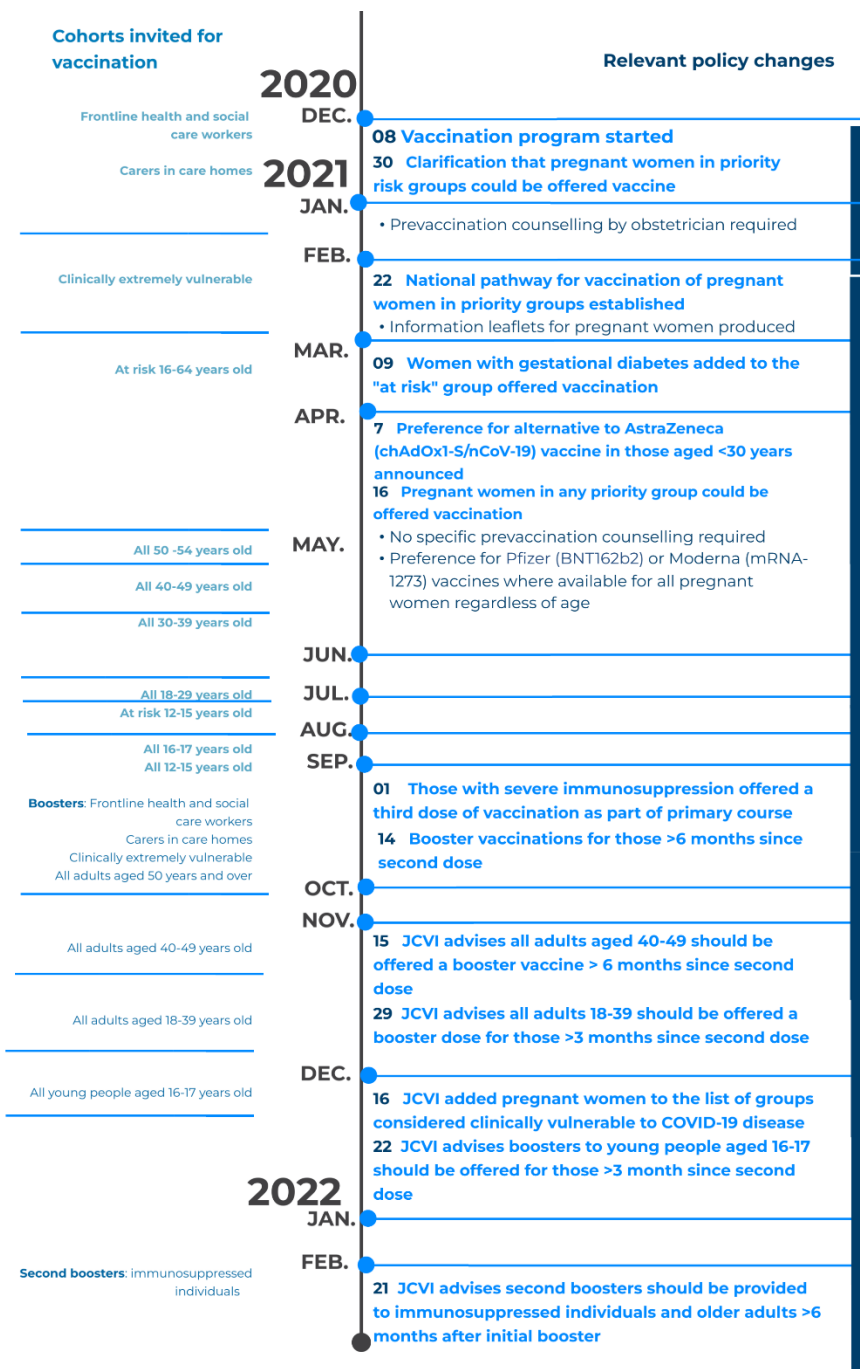 Cohorts invited for
vaccination
Relevant policy changes
2020
DEC.
Frontline health and social
care workers
08 Vaccination program started
Carers in care homes
30 Clarification that pregnant women in priority
risk groups could be offered vaccine
2021
JAN.
• Prevaccination counselling by obstetrician required
FEB.
Clinically extremely vulnerable
22 National pathway for vaccination of pregnant
women in priority groups established
• Information leaflets for pregnant women produced
MAR.
At risk 16-64 years old
09 Women with gestational diabetes added to the
"at risk" group offered vaccination
APR.
7 Preference for alternative to AstraZeneca
(chAdOx1-S/nCoV-19) vaccine in those aged <30 years
announced
16 Pregnant women in any priority group could be
offered vaccination
• No specific prevaccination counselling required
• Preference for Pfizer (BNT162b2) or Moderna (mRNA-
1273) vaccines where available for all pregnant
women regardless of age
MAY.
All 50 -54 years old
All 40-49 years old
All 30-39 years old
JUN.
All 18-29 years old
JUL.
At risk 12-15 years old
AUG.
All 16-17 years old
All 12-15 years old
SEP.
01 Those with severe immunosuppression offered a
third dose of vaccination as part of primary course
14 Booster vaccinations for those >6 months since
second dose
Boosters: Frontline health and social
care workers
Carers in care homes
Clinically extremely vulnerable
All adults aged 50 years and over
OCT.
NOV.
All adults aged 40-49 years old
15 JCVI advises all adults aged 40-49 should be
offered a booster vaccine > 6 months since second
dose
All adults aged 18-39 years old
29 JCVI advises all adults 18-39 should be offered a
booster dose for those >3 months since second dose
DEC.
All young people aged 16-17 years old
16 JCVI added pregnant women to the list of groups
considered clinically vulnerable to COVID-19 disease
22 JCVI advises boosters to young people aged 16-17
should be offered for those >3 month since second
dose
2022
JAN.
FEB.
Second boosters: immunosuppressed
individuals
21 JCVI advises second boosters should be provided
to immunosuppressed individuals and older adults >6
months after initial booster